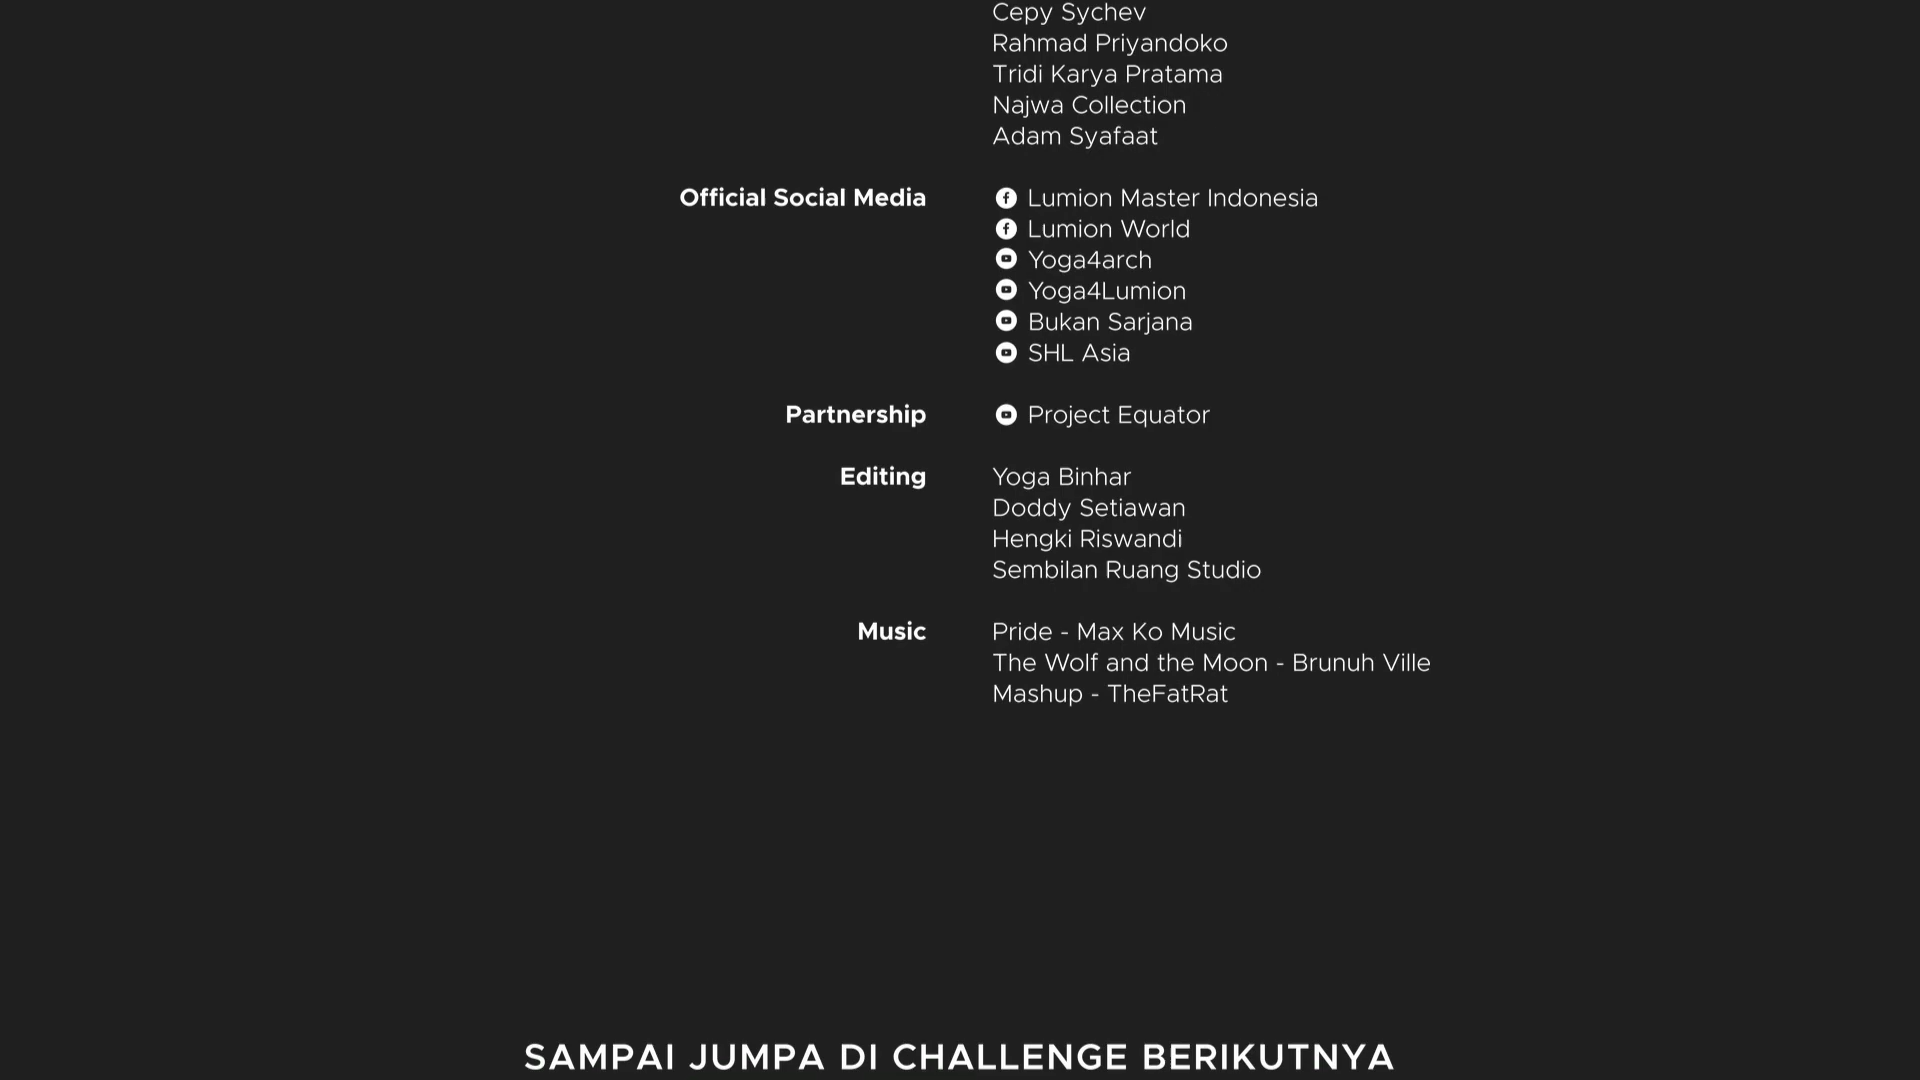 Cepy Sychev
Rahmad Priyandoko
Tridi Karya Pratama
Najwa Collection
Adam Syafaat
Official Social Media
Lumion Master Indonesia
Lumion World
Yoga4arch
Yoga4Lumion
Bukan Sarjana
SHL Asia
Partnership
Project Equator
Editing
Yoga Binhar
Doddy Setiawan
Hengki Riswandi
Sembilan Ruang Studio
Music
Pride - Max Ko Music
The Wolf and the Moon - Brunuh Ville
Mashup - TheFatRat
SAMPAI JUMPA DI CHALLENGE BERIKUTNYA